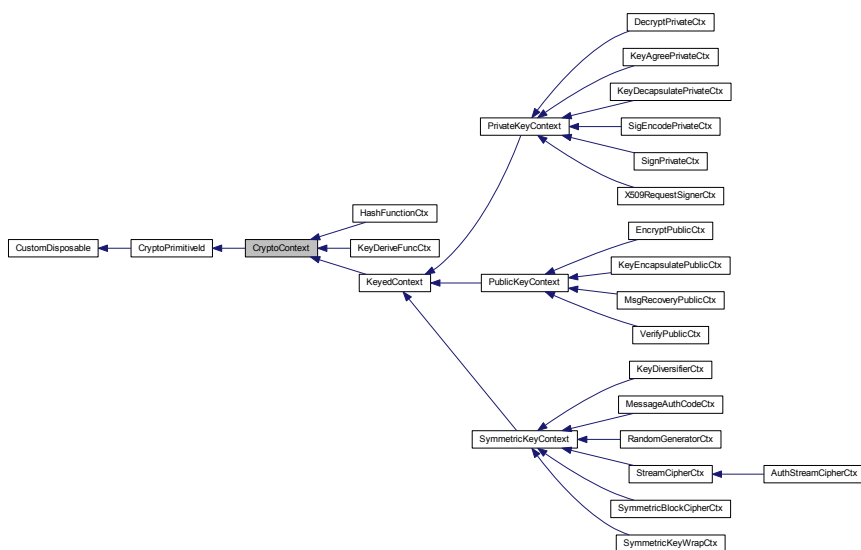 DecryptPrivateCtx
KeyAgreePrivateCtx
KeyDecapsulatePrivateCtx
PrivateKeyContext
SigEncodePrivateCtx
SignPrivateCtx
X509RequestSignerCtx
HashFunctionCtx
EncryptPublicCtx
CustomDisposable
CryptoPrimitiveId
CryptoContext
KeyDeriveFuncCtx
KeyEncapsulatePublicCtx
KeyedContext
PublicKeyContext
MsgRecoveryPublicCtx
VerifyPublicCtx
KeyDiversifierCtx
MessageAuthCodeCtx
SymmetricKeyContext
RandomGeneratorCtx
StreamCipherCtx
AuthStreamCipherCtx
SymmetricBlockCipherCtx
SymmetricKeyWrapCtx